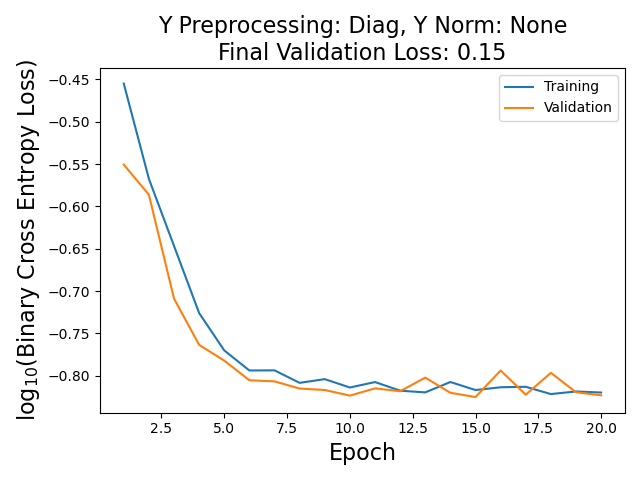 Y Preprocessing: Diag, Y Norm: None
Final Validation Loss: 0.15
Training
Validation
log₁₀(Binary Cross Entropy Loss)
−0.45
−0.50
−0.55
−0.60
−0.65
−0.70
−0.75
−0.80
2.5 5.0 7.5 10.0 12.5 15.0 17.5 20.0
Epoch